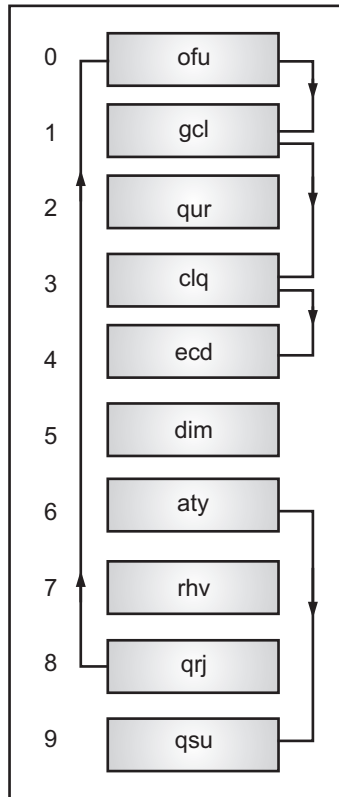 0 ofu
1 gcl
2 qur
3 clq
4 ecd
5 dim
6 aty
7 rhv
8 qrj
9 qsu